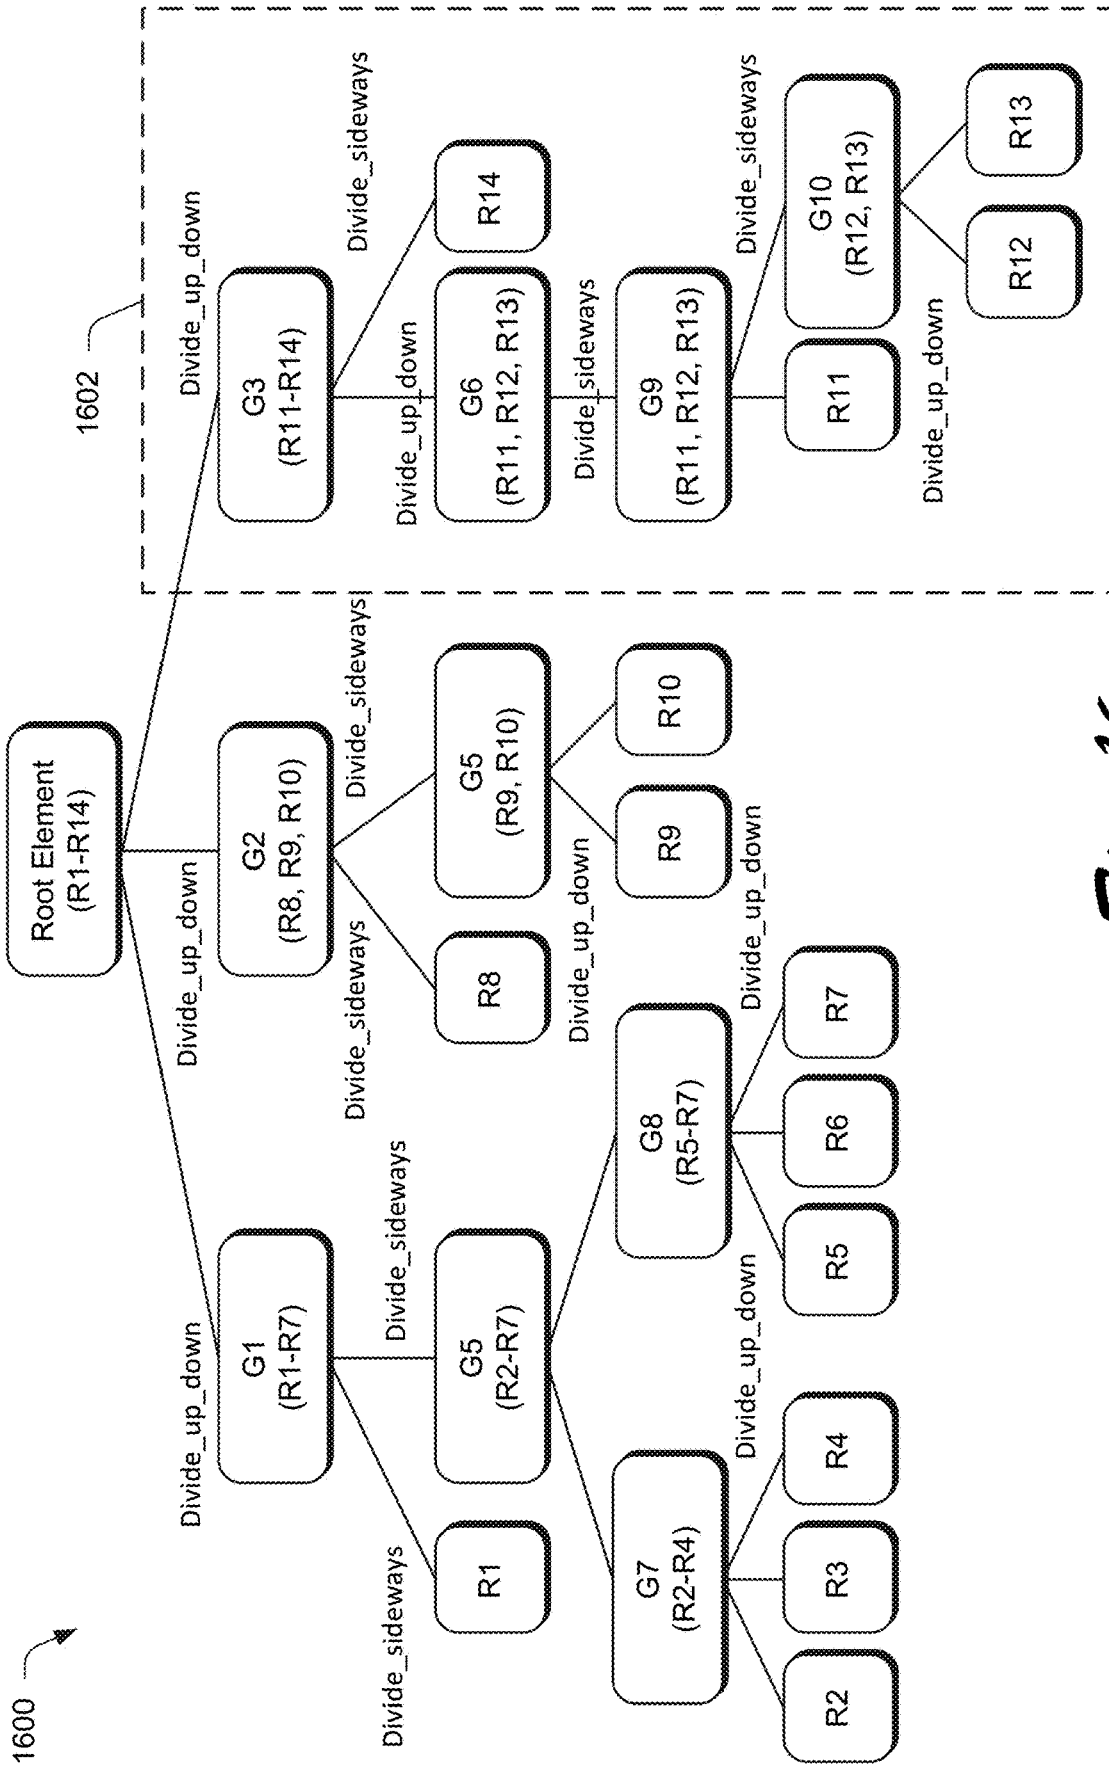 1600
1602
Root Element
(R1-R14)
Divide_up_down
Divide_up_down
Divide_up_down
G1
(R1-R7)
G2
(R8, R9, R10)
G3
(R11-R14)
Divide_sideways
Divide_sideways
Divide_sideways
Divide_sideways
Divide_up_down
Divide_sideways
R1
G5
(R2-R7)
R8
G5
(R9, R10)
G6
(R11, R12, R13)
R14
Divide_up_down
Divide_sideways
G7
(R2-R4)
G8
(R5-R7)
R9
R10
G9
(R11, R12, R13)
Divide_up_down
Divide_up_down
Divide_sideways
R2
R3
R4
R5
R6
R7
R11
G10
(R12, R13)
Divide_up_down
R12
R13